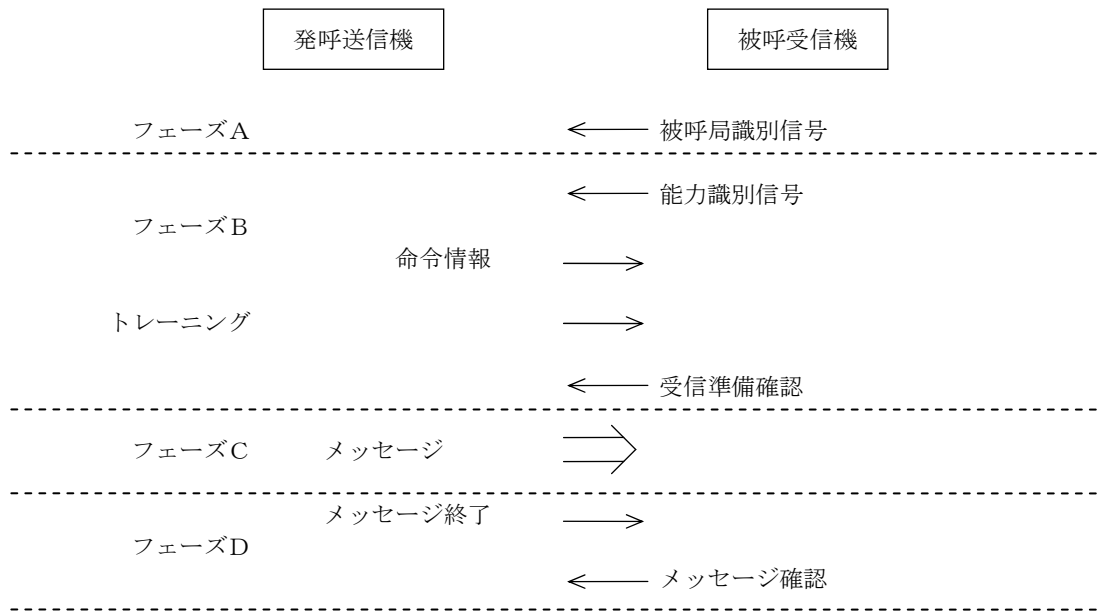 発呼送信機 被呼受信機
フェーズA 被呼局識別信号
能力識別信号
フェーズB
命令情報
トレーニング
受信準備確認
フェーズC メッセージ
メッセージ終了
フェーズD
メッセージ確認